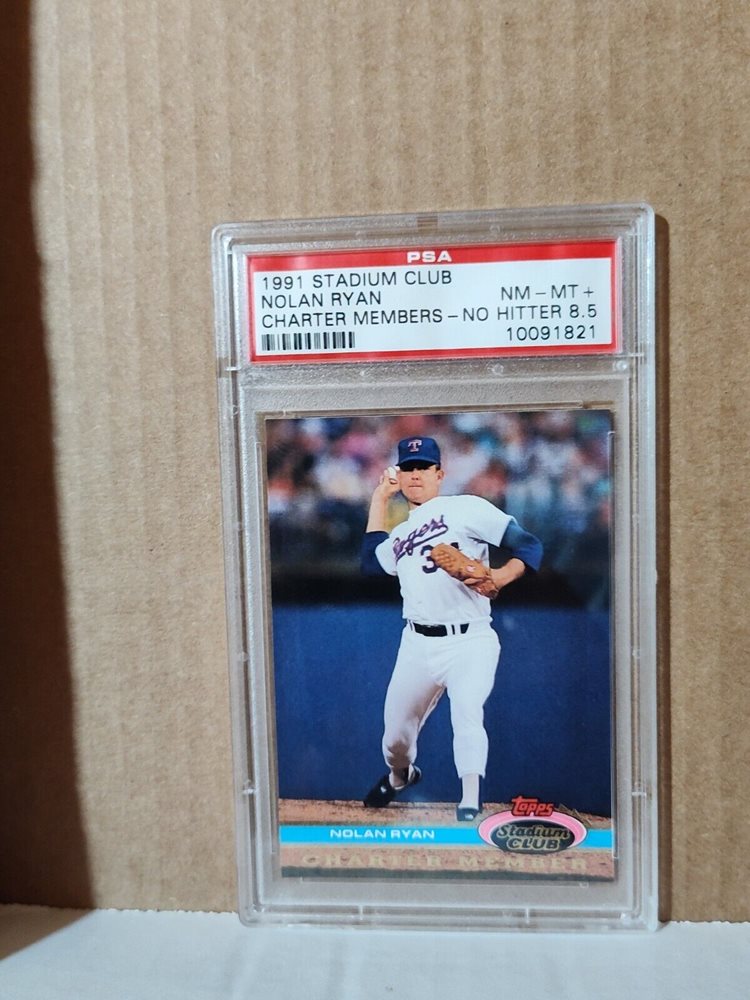 PSA
1991 STADIUM CLUB
NOLAN RYAN NM-MT+
CHARTER MEMBERS-NO HITTER 8.5
10091821
T
Rangers
3
Topps
Stadium
CLUB
NOLAN RYAN
CHARTER MEMBER